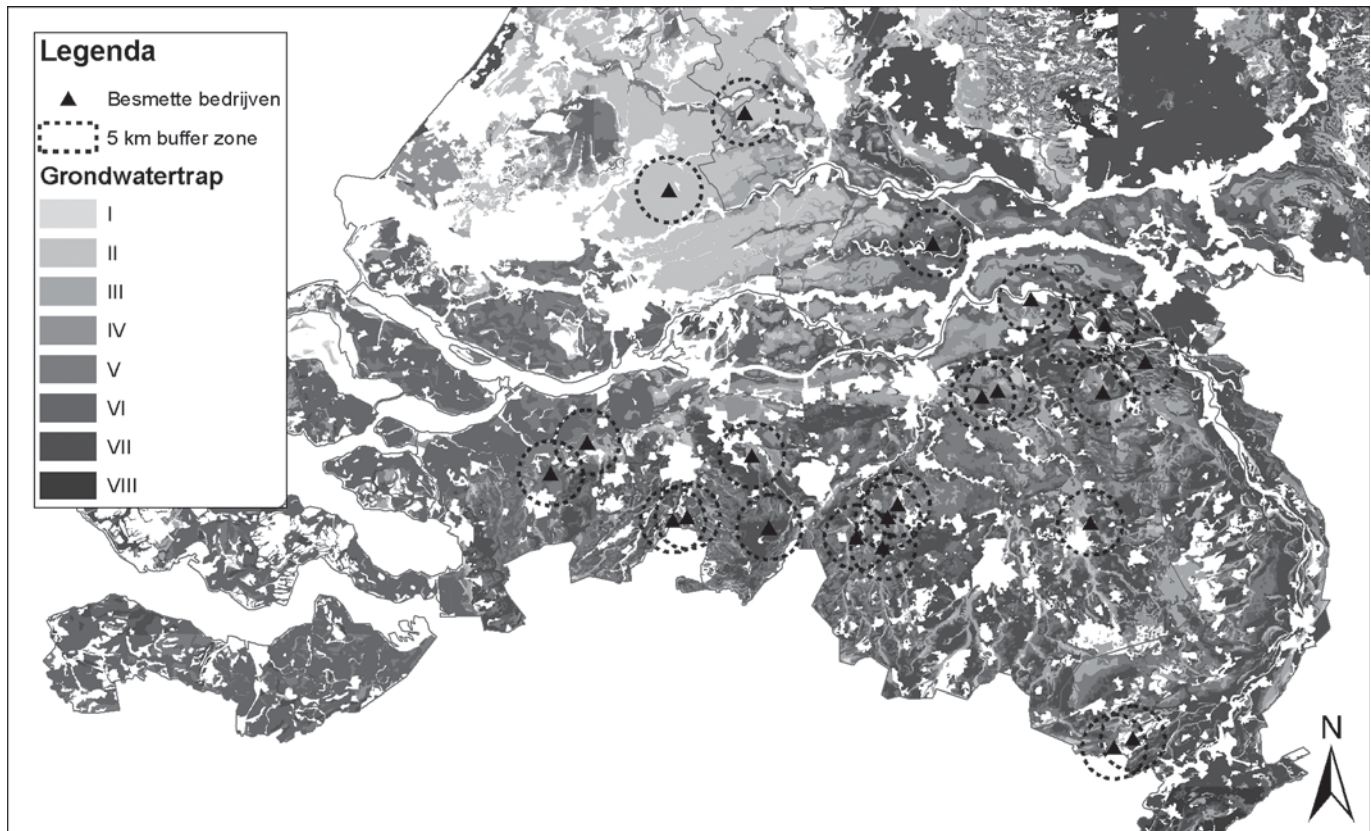 Legenda
Besmette bedrijven
5 km buffer zone
Grondwatertrap
I
II
III
IV
V
VI
VII
VIII
N